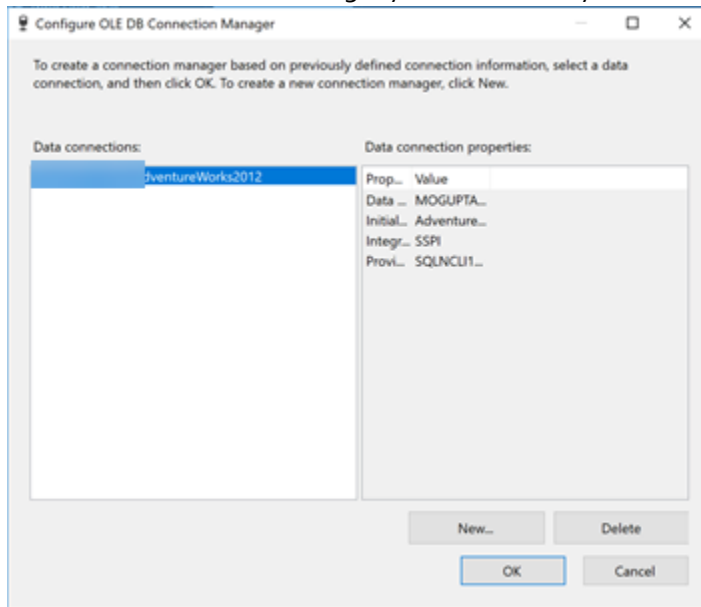 Configure OLE DB Connection Manager
To create a connection manager based on previously defined connection information, select a data
connection, and then click OK. To create a new connection manager, click New.
Data connections:
dventureWorks2012
Data connection properties:
Prop... Value
Data ... MOGUPTA...
Initial... Adventure...
Integr... SSPI
Provi... SQLNCLI1...
New...
Delete
OK
Cancel